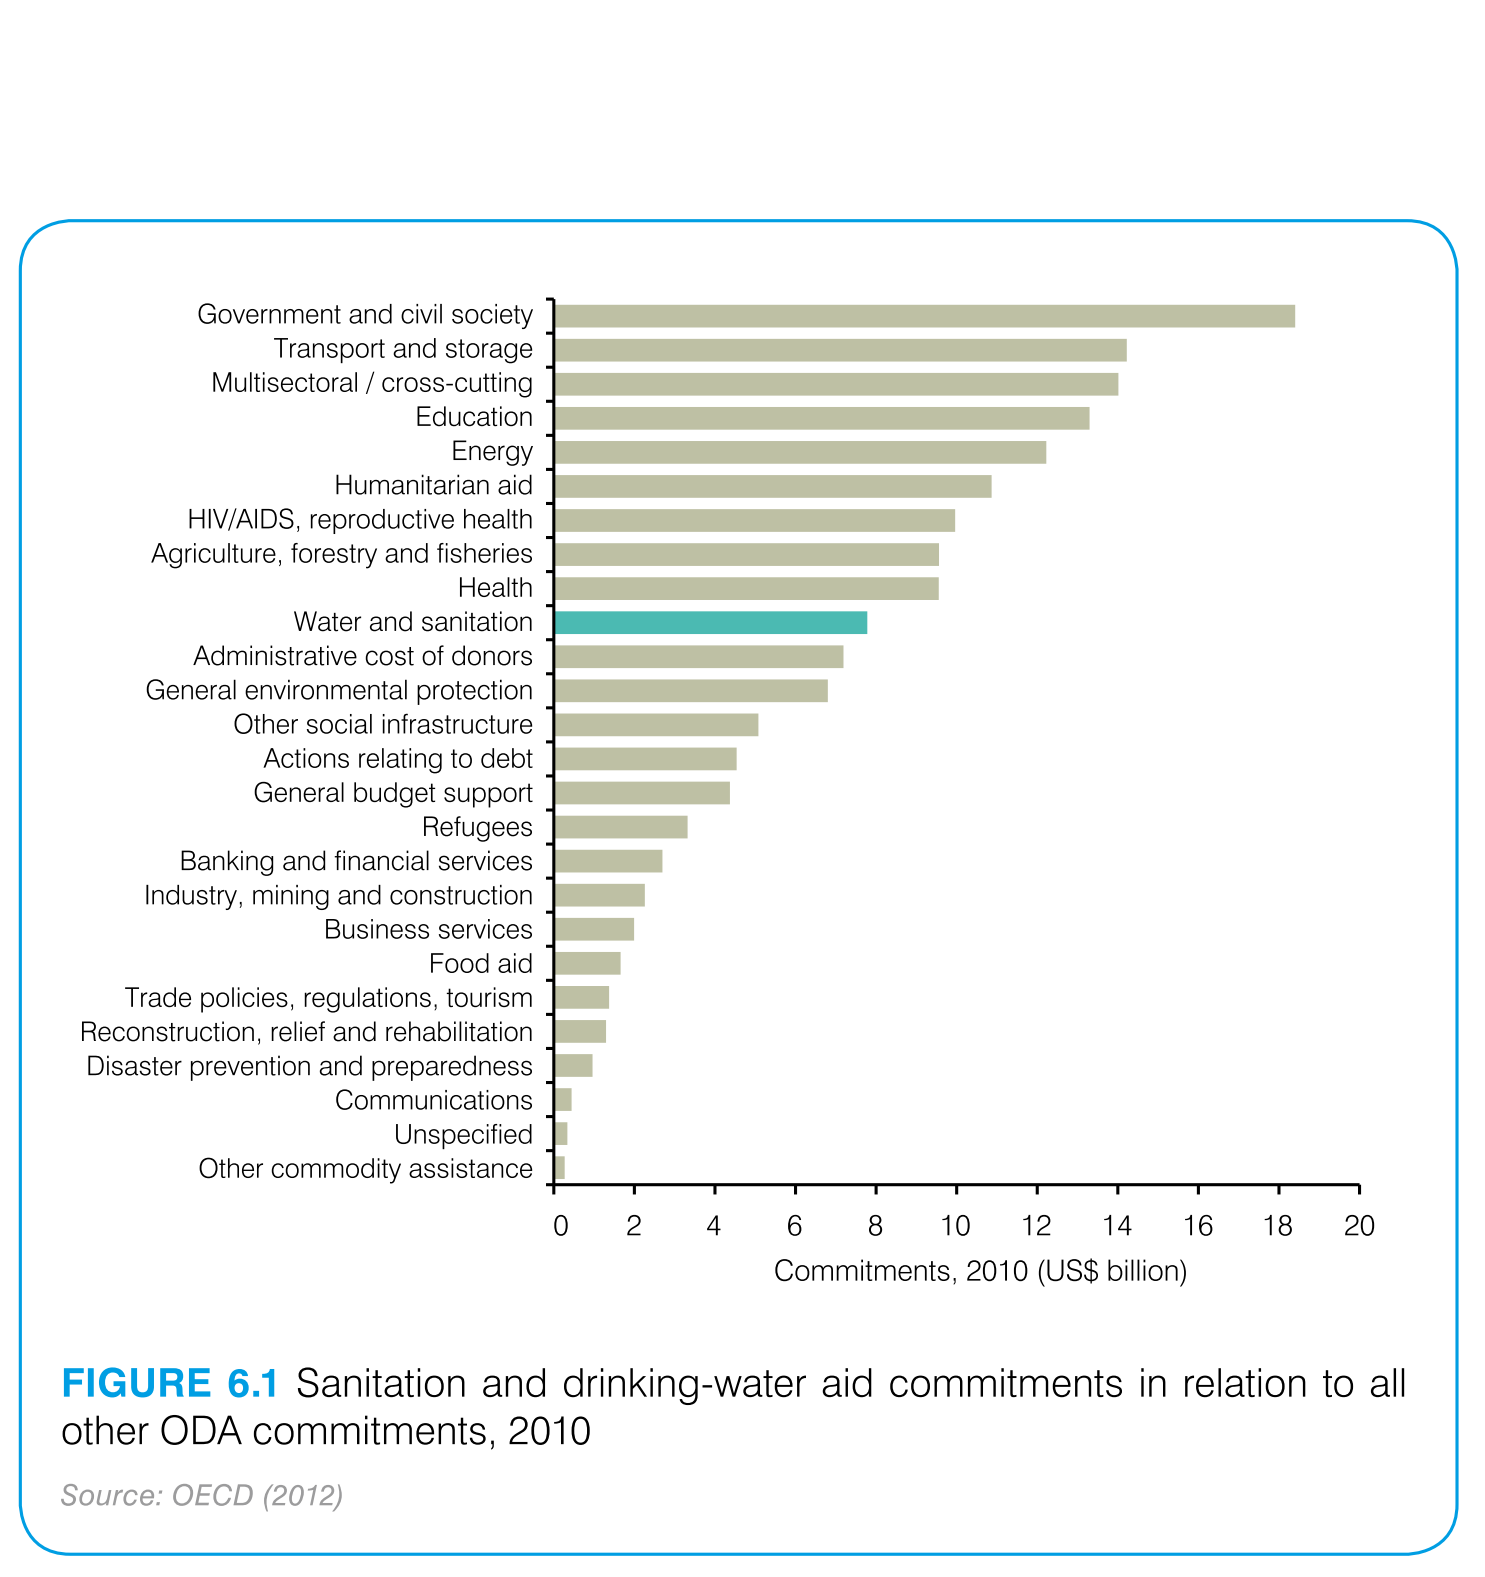 Government and civil society
Transport and storage
Multisectoral / cross-cutting
Education
Energy
Humanitarian aid
HIV/AIDS, reproductive health
Agriculture, forestry and fisheries
Health
Water and sanitation
Administrative cost of donors
General environmental protection
Other social infrastructure
Actions relating to debt
General budget support
Refugees
Banking and financial services
Industry, mining and construction
Business services
Food aid
Trade policies, regulations, tourism
Reconstruction, relief and rehabilitation
Disaster prevention and preparedness
Communications
Unspecified
Other commodity assistance
0 2 4 6 8 10 12 14 16 18 20
Commitments, 2010 (US$ billion)
FIGURE 6.1 Sanitation and drinking-water aid commitments in relation to all
other ODA commitments, 2010
Source: OECD (2012)